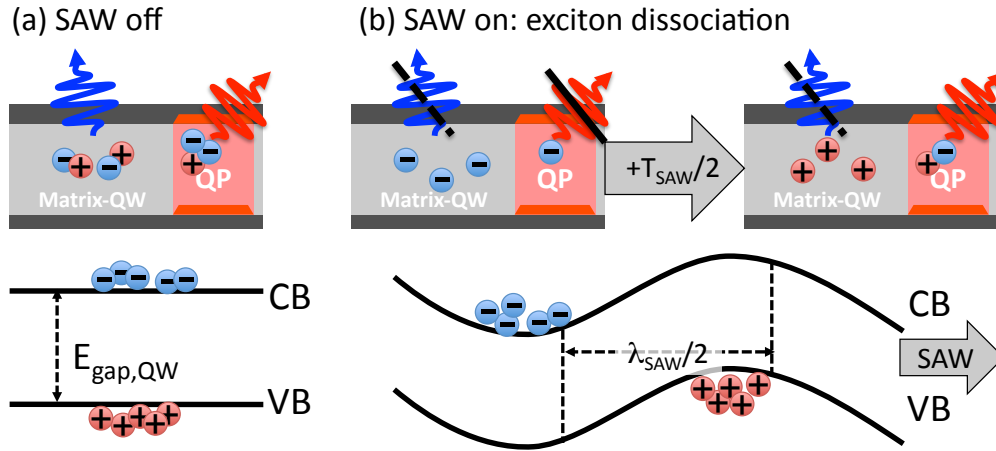 (a) SAW off
(b) SAW on: exciton dissociation
Matrix-QW
QP
Matrix-QW
QP
+T_SAW/2
Matrix-QW
QP
CB
E_gap,QW
VB
λ_SAW/2
CB
SAW
VB